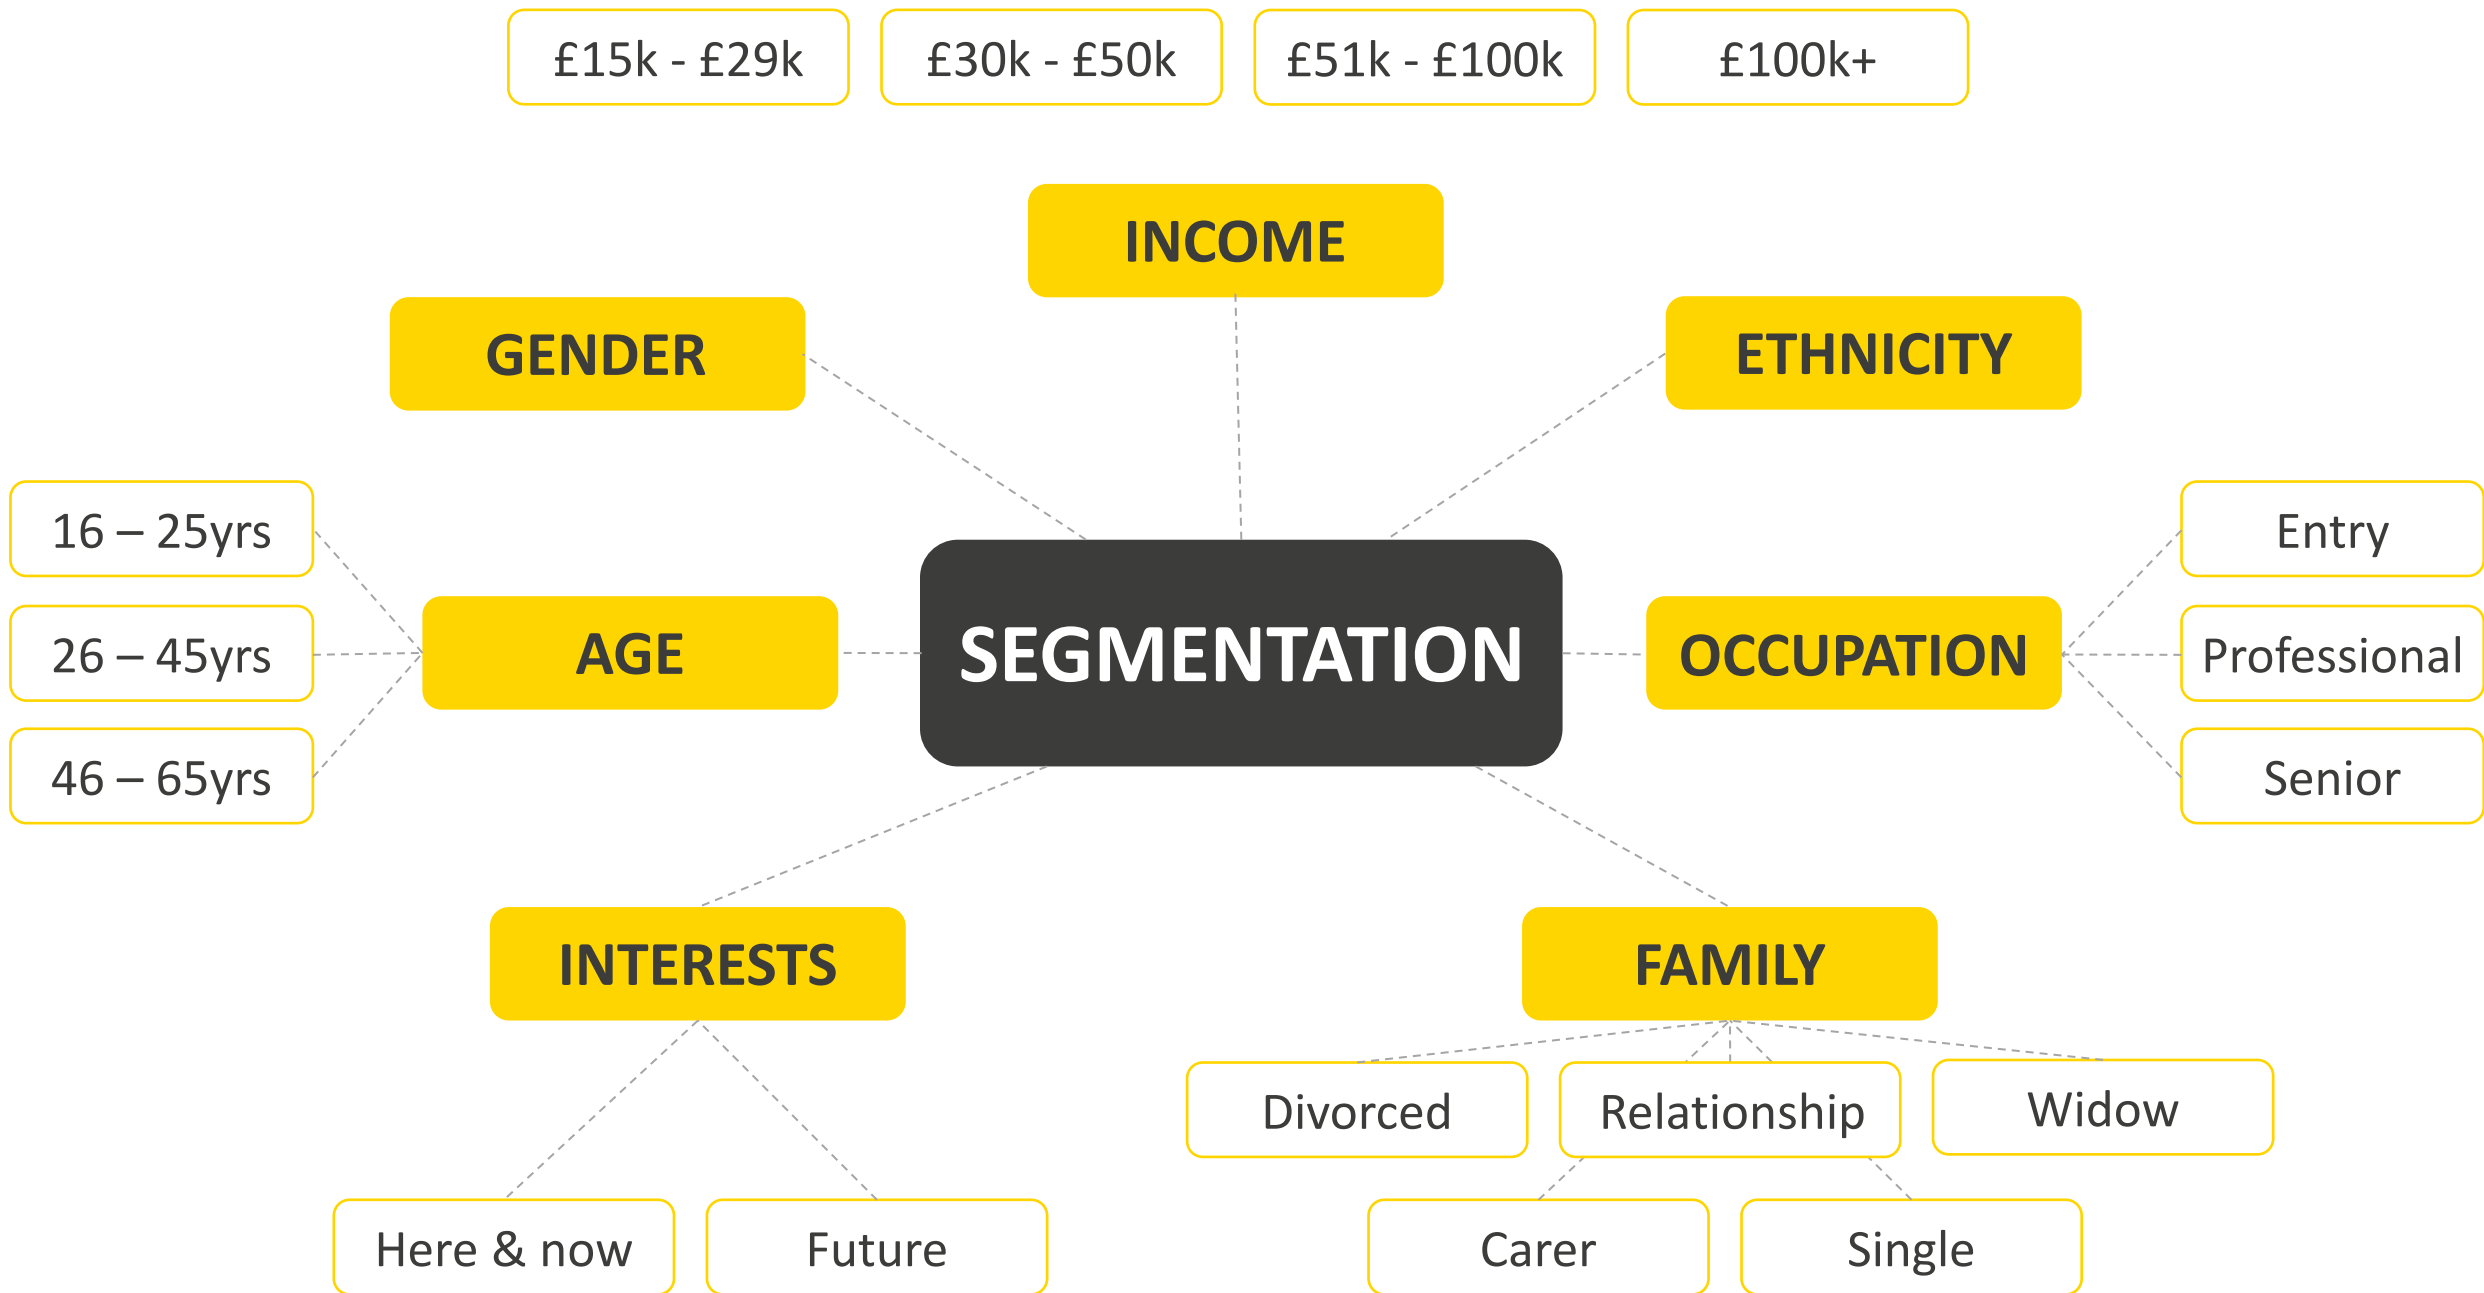 £15k - £29k
£30k - £50k
£51k - £100k
£100k+
INCOME
GENDER
ETHNICITY
16 – 25yrs
26 – 45yrs
46 – 65yrs
AGE
SEGMENTATION
OCCUPATION
Entry
Professional
Senior
INTERESTS
FAMILY
Divorced
Relationship
Widow
Here & now
Future
Carer
Single